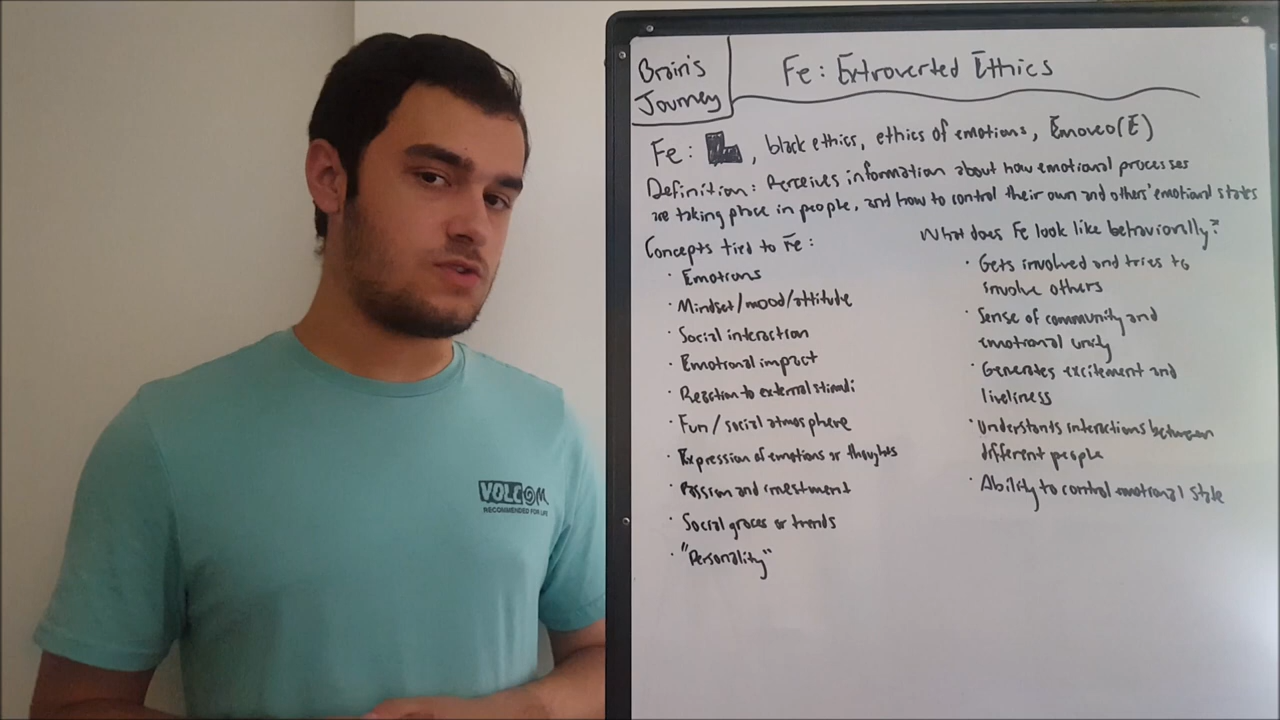 VOLCOM
RECOMMENDED FOR LIFE
Brain's
Journey
Fe: Extroverted Ethics
Fe: , black ethics, ethics of emotions, Emoveo(E)
Definition: Perceives information about how emotional processes
are taking place in people, and how to control their own and others' emotional states
Concepts tied to Fe:
· Emotions
· Mindset/mood/attitude
· Social interaction
· Emotional impact
· Reaction to external stimuli
· Fun/social atmosphere
· Expression of emotions or thoughts
· Passion and investment
· Social graces or trends
· "Personality"
What does Fe look like behaviorally?
· Gets involved and tries to
involve others
· Sense of community and
emotional unity
· Generates excitement and
liveliness
· Understants interactions between
different people
· Ability to control emotional state